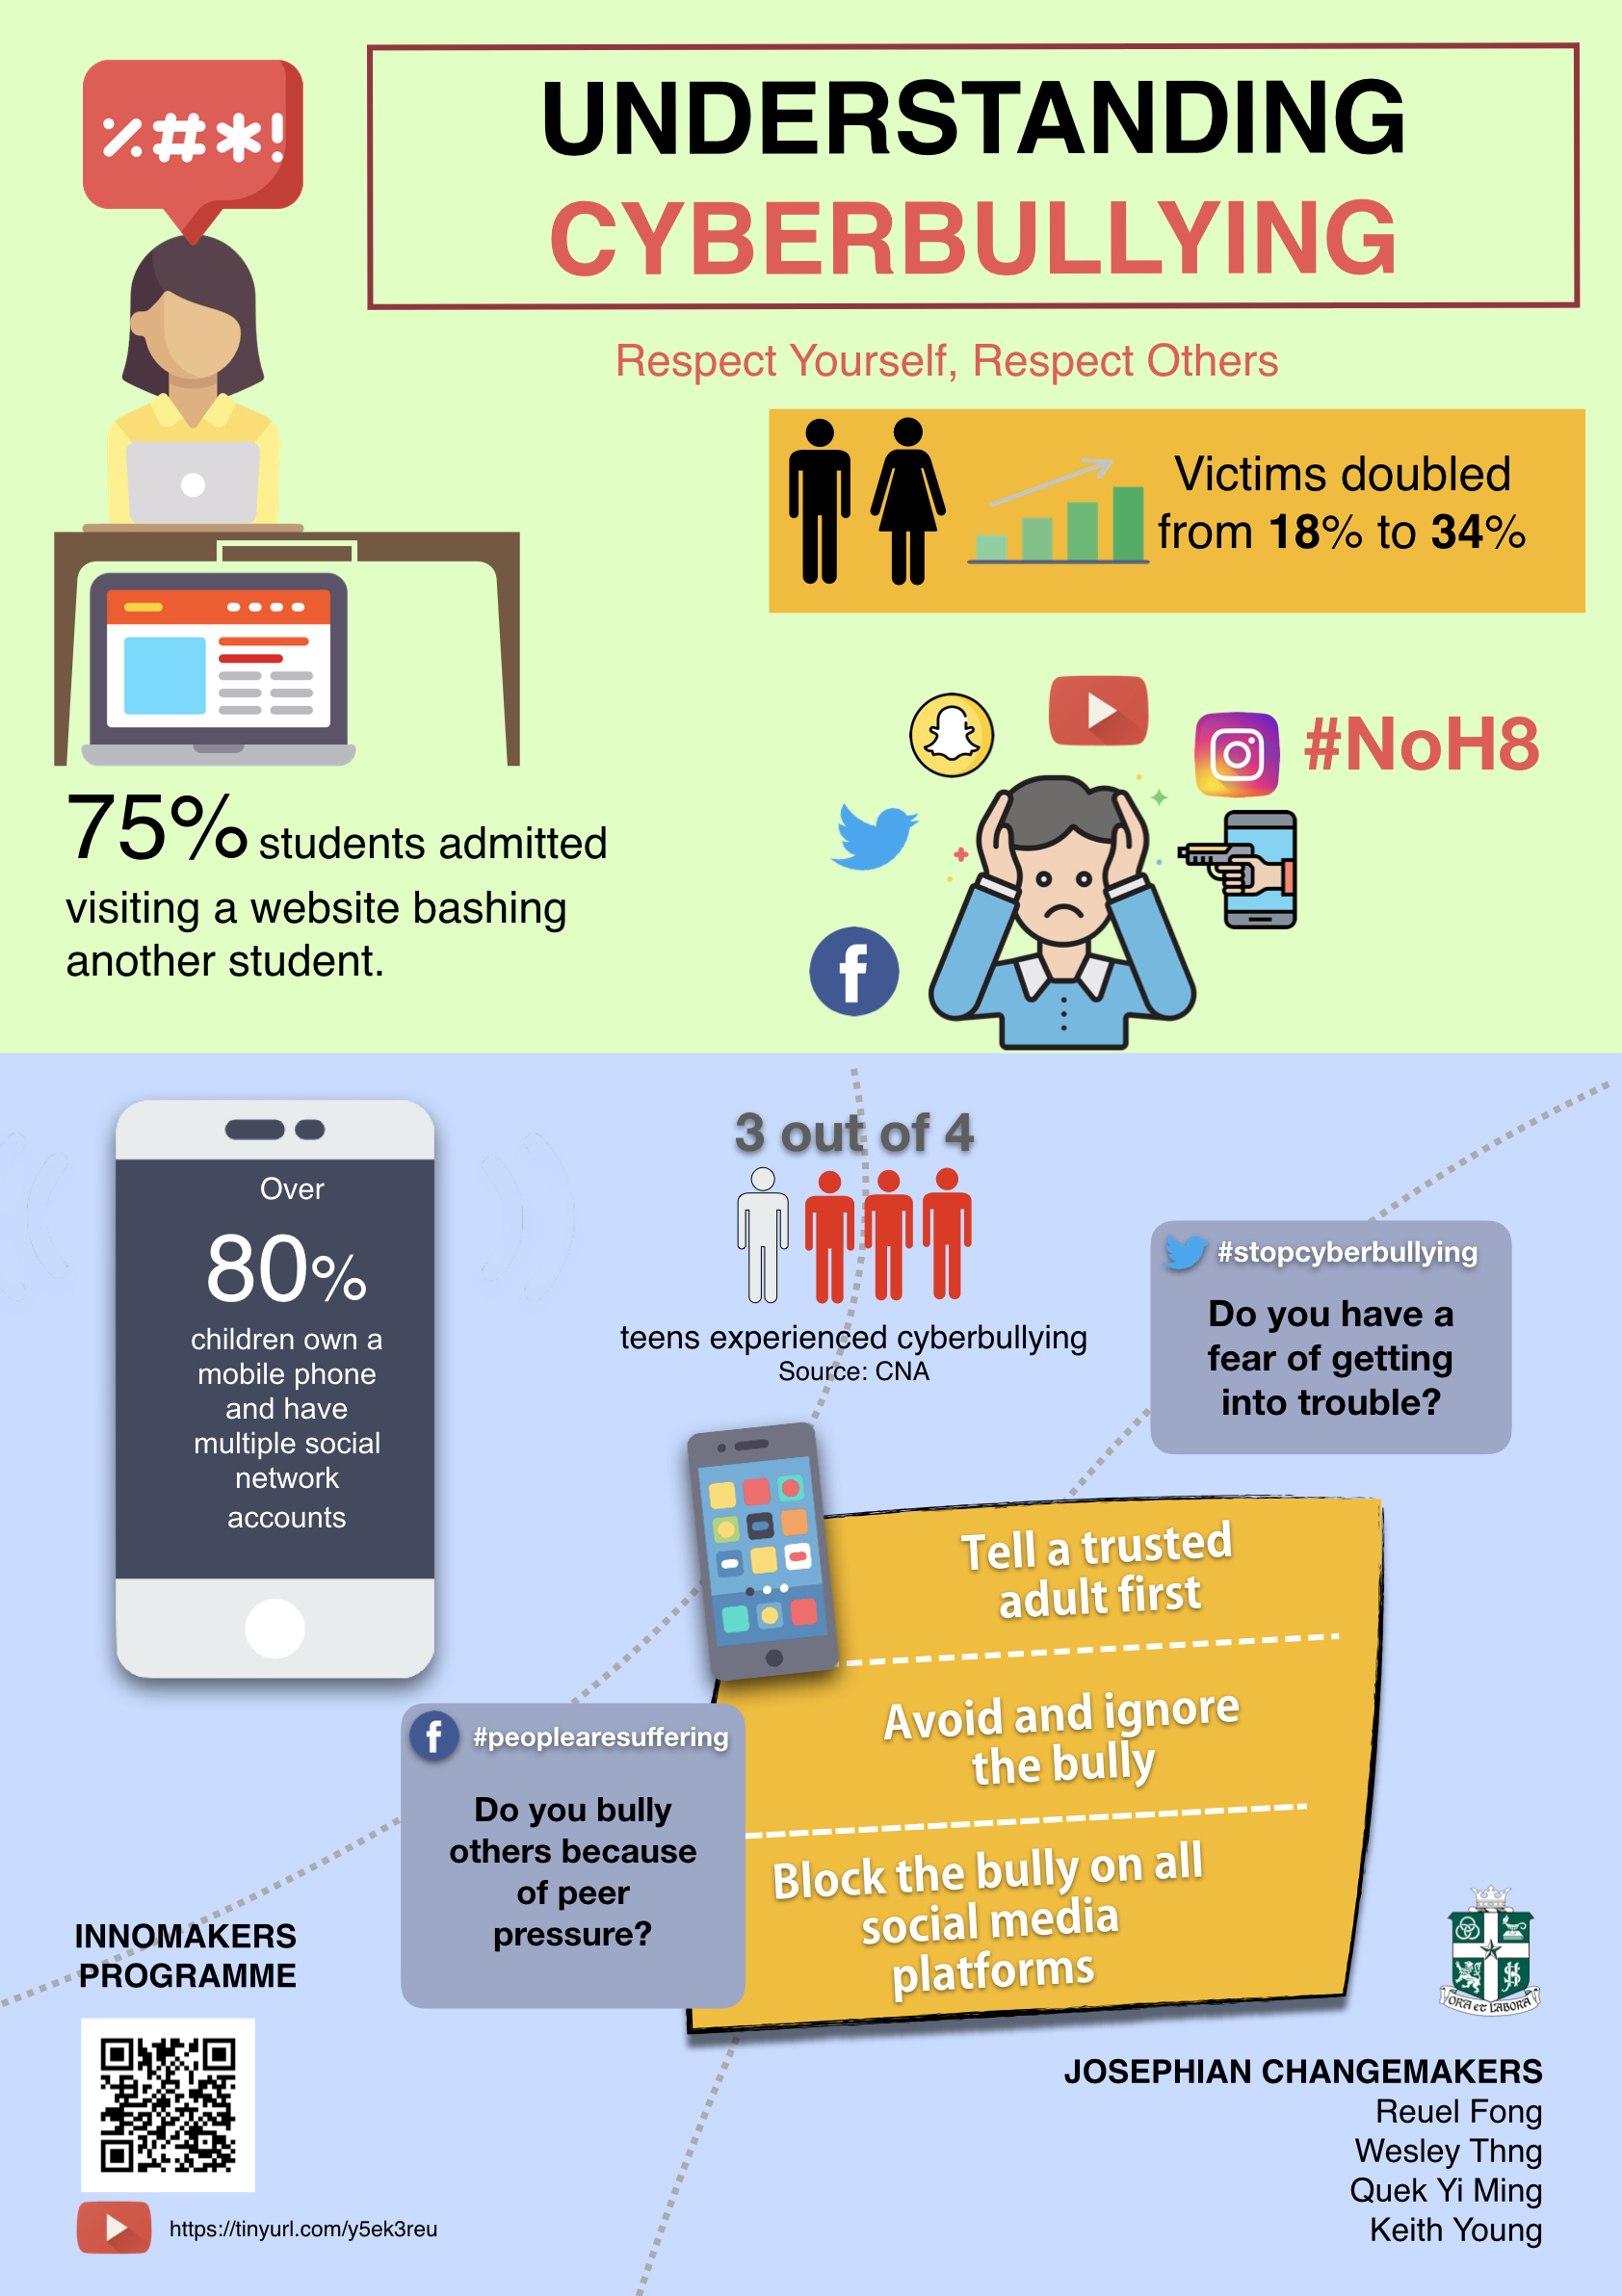 %#*!
UNDERSTANDING
CYBERBULLYING
Respect Yourself, Respect Others
Victims doubled
from 18% to 34%
#NoH8
75% students admitted
visiting a website bashing
another student.
Over
80%
children own a
mobile phone
and have
multiple social
network
accounts
3 out of 4
teens experienced cyberbullying
Source: CNA
#stopcyberbullying
Do you have a
fear of getting
into trouble?
Tell a trusted
adult first
Avoid and ignore
the bully
Block the bully on all
social media
platforms
f #peoplearesuffering
Do you bully
others because
of peer
pressure?
INNOMAKERS
PROGRAMME
https://tinyurl.com/y5ek3reu
ORA ET LABORA
JOSEPHIAN CHANGEMAKERS
Reuel Fong
Wesley Thng
Quek Yi Ming
Keith Young